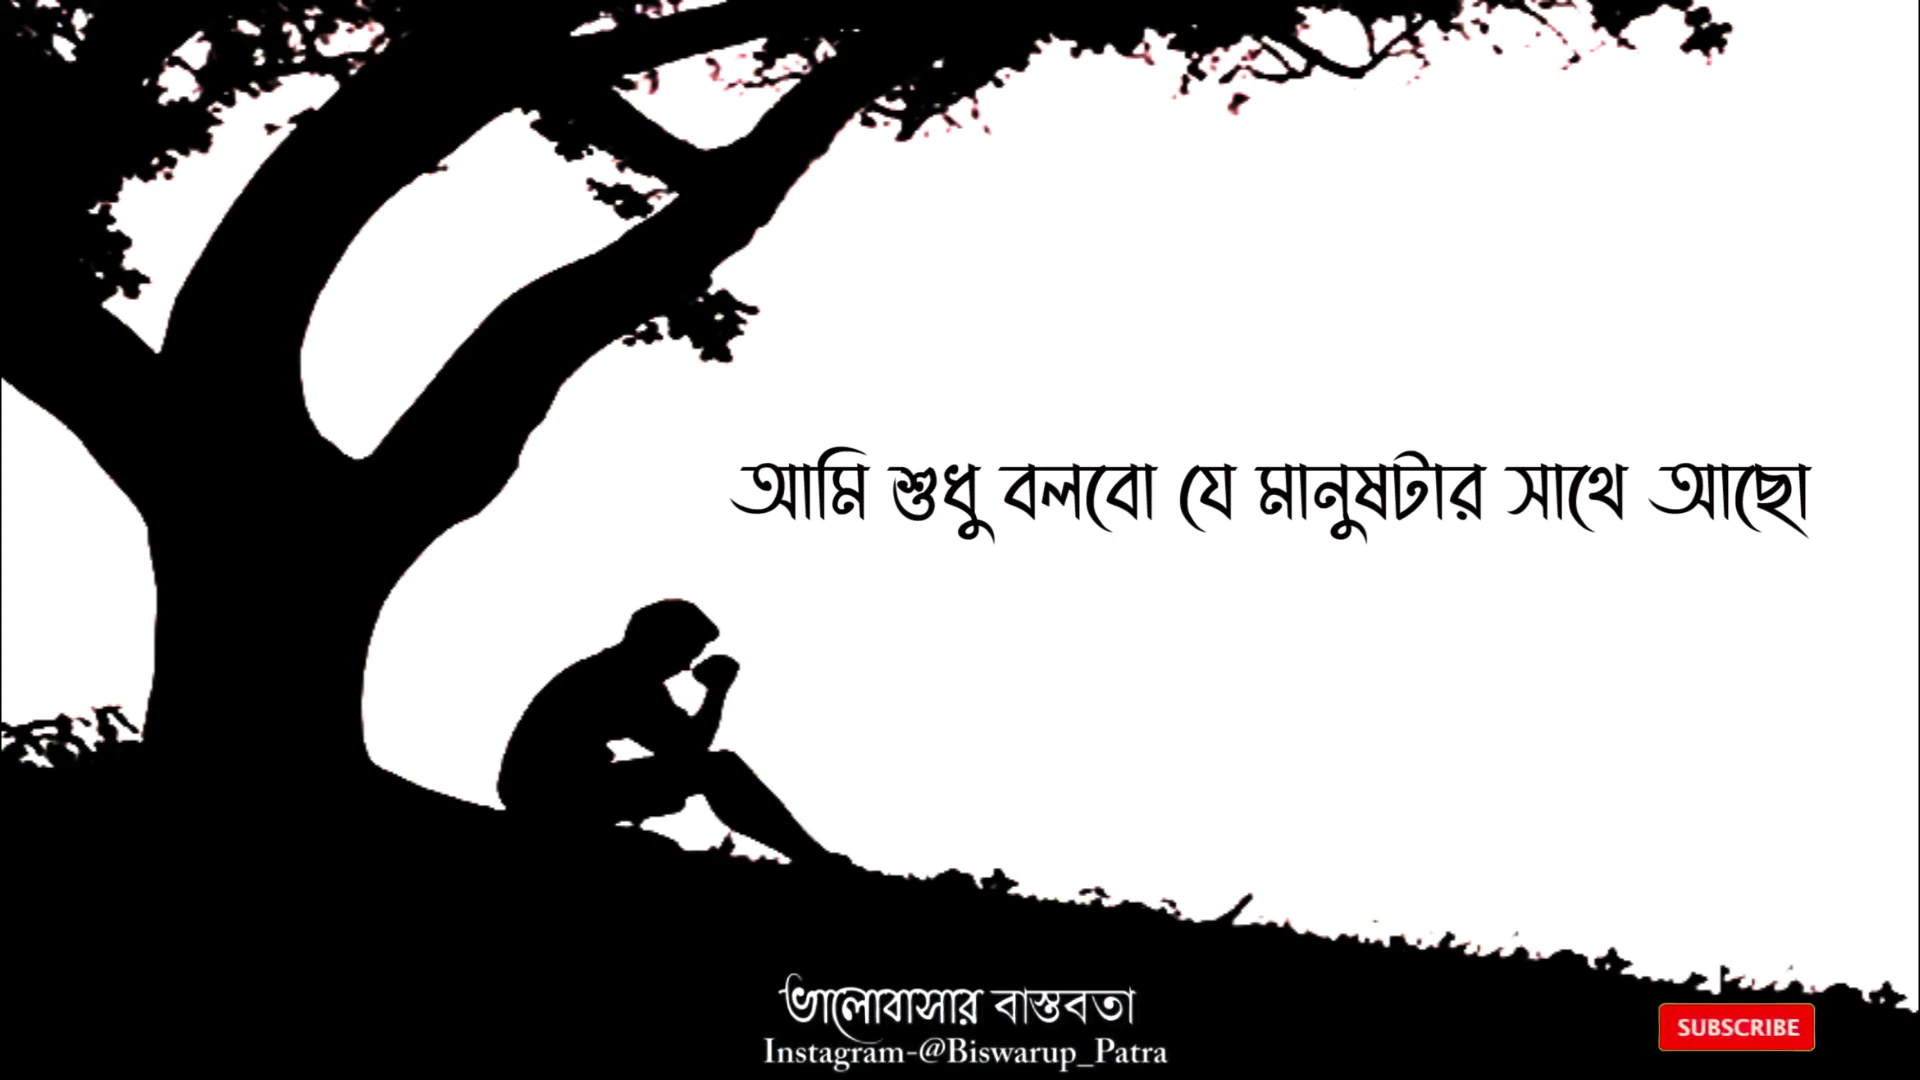 আমি শুধু বলবো যে মানুষটার সাথে আছো
ভালোবাসার বাস্তবতা
Instagram-@Biswarup_Patra
SUBSCRIBE